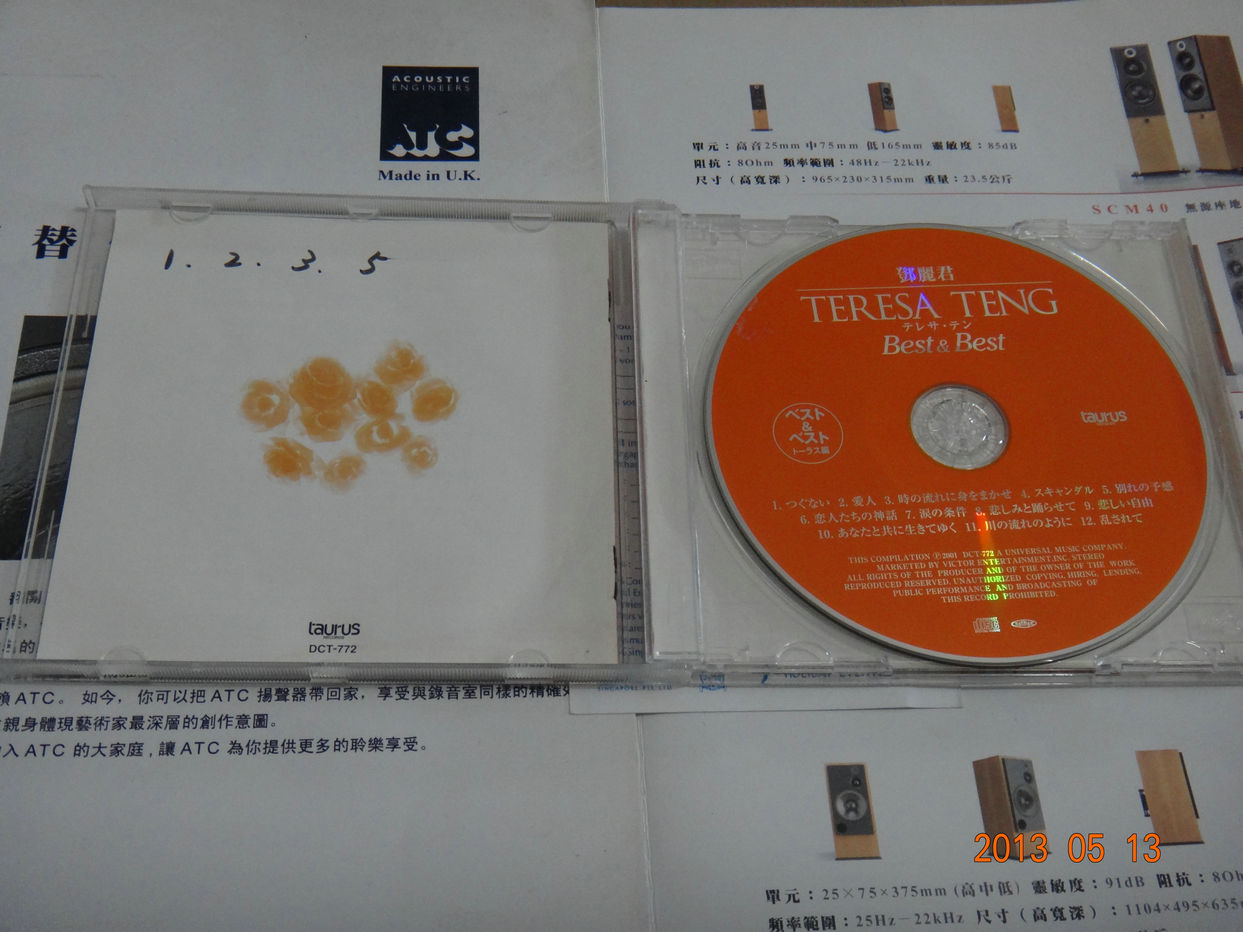 ACOUSTIC
ENGINEERS
ATC
Made in U.K.
單元：高音25mm 中75mm 低165mm 靈敏度：85dB
阻抗：8Ohm 頻率範圍：48Hz－22kHz
尺寸（高寬深）：965×230×315mm 重量：23.5公斤
SCM40 無源座地
替
1. 2. 3. 5
taurus
RECORDS
DCT-772
鄧麗君
TERESA TENG
テレサ・テン
Best & Best
ベスト
&
ベスト
トーラス編
taurus
1. つぐない 2. 愛人 3. 時の流れに身をまかせ 4. スキャンダル 5. 別れの予感
6. 恋人たちの神話 7. 涙の条件 8. 悲しみと踊らせて 9. 悲しい自由
10. あなたと共に生きてゆく 11. 川の流れのように 12. 乱されて
THIS COMPILATION ℗2001 DCT-772 A UNIVERSAL MUSIC COMPANY.
MARKETED BY VICTOR ENTERTAINMENT,INC. STEREO
ALL RIGHTS OF THE PRODUCER AND OF THE OWNER OF THE WORK
REPRODUCED RESERVED. UNAUTHORIZED COPYING, HIRING, LENDING,
PUBLIC PERFORMANCE AND BROADCASTING OF
THIS RECORD PROHIBITED.
的
ATC。 如今， 你可以把 ATC 揚聲器帶回家， 享受與錄音室同樣的精確
親身體現藝術家最深層的創作意圖。
入 ATC 的大家庭，讓 ATC 為你提供更多的聆樂享受。
SINGAPORE PTE LTD
2013 05 13
單元：25×75×375mm (高中低) 靈敏度：91dB 阻抗：8Oh
頻率範圍：25Hz－22kHz 尺寸（高寬深）：1104×495×635